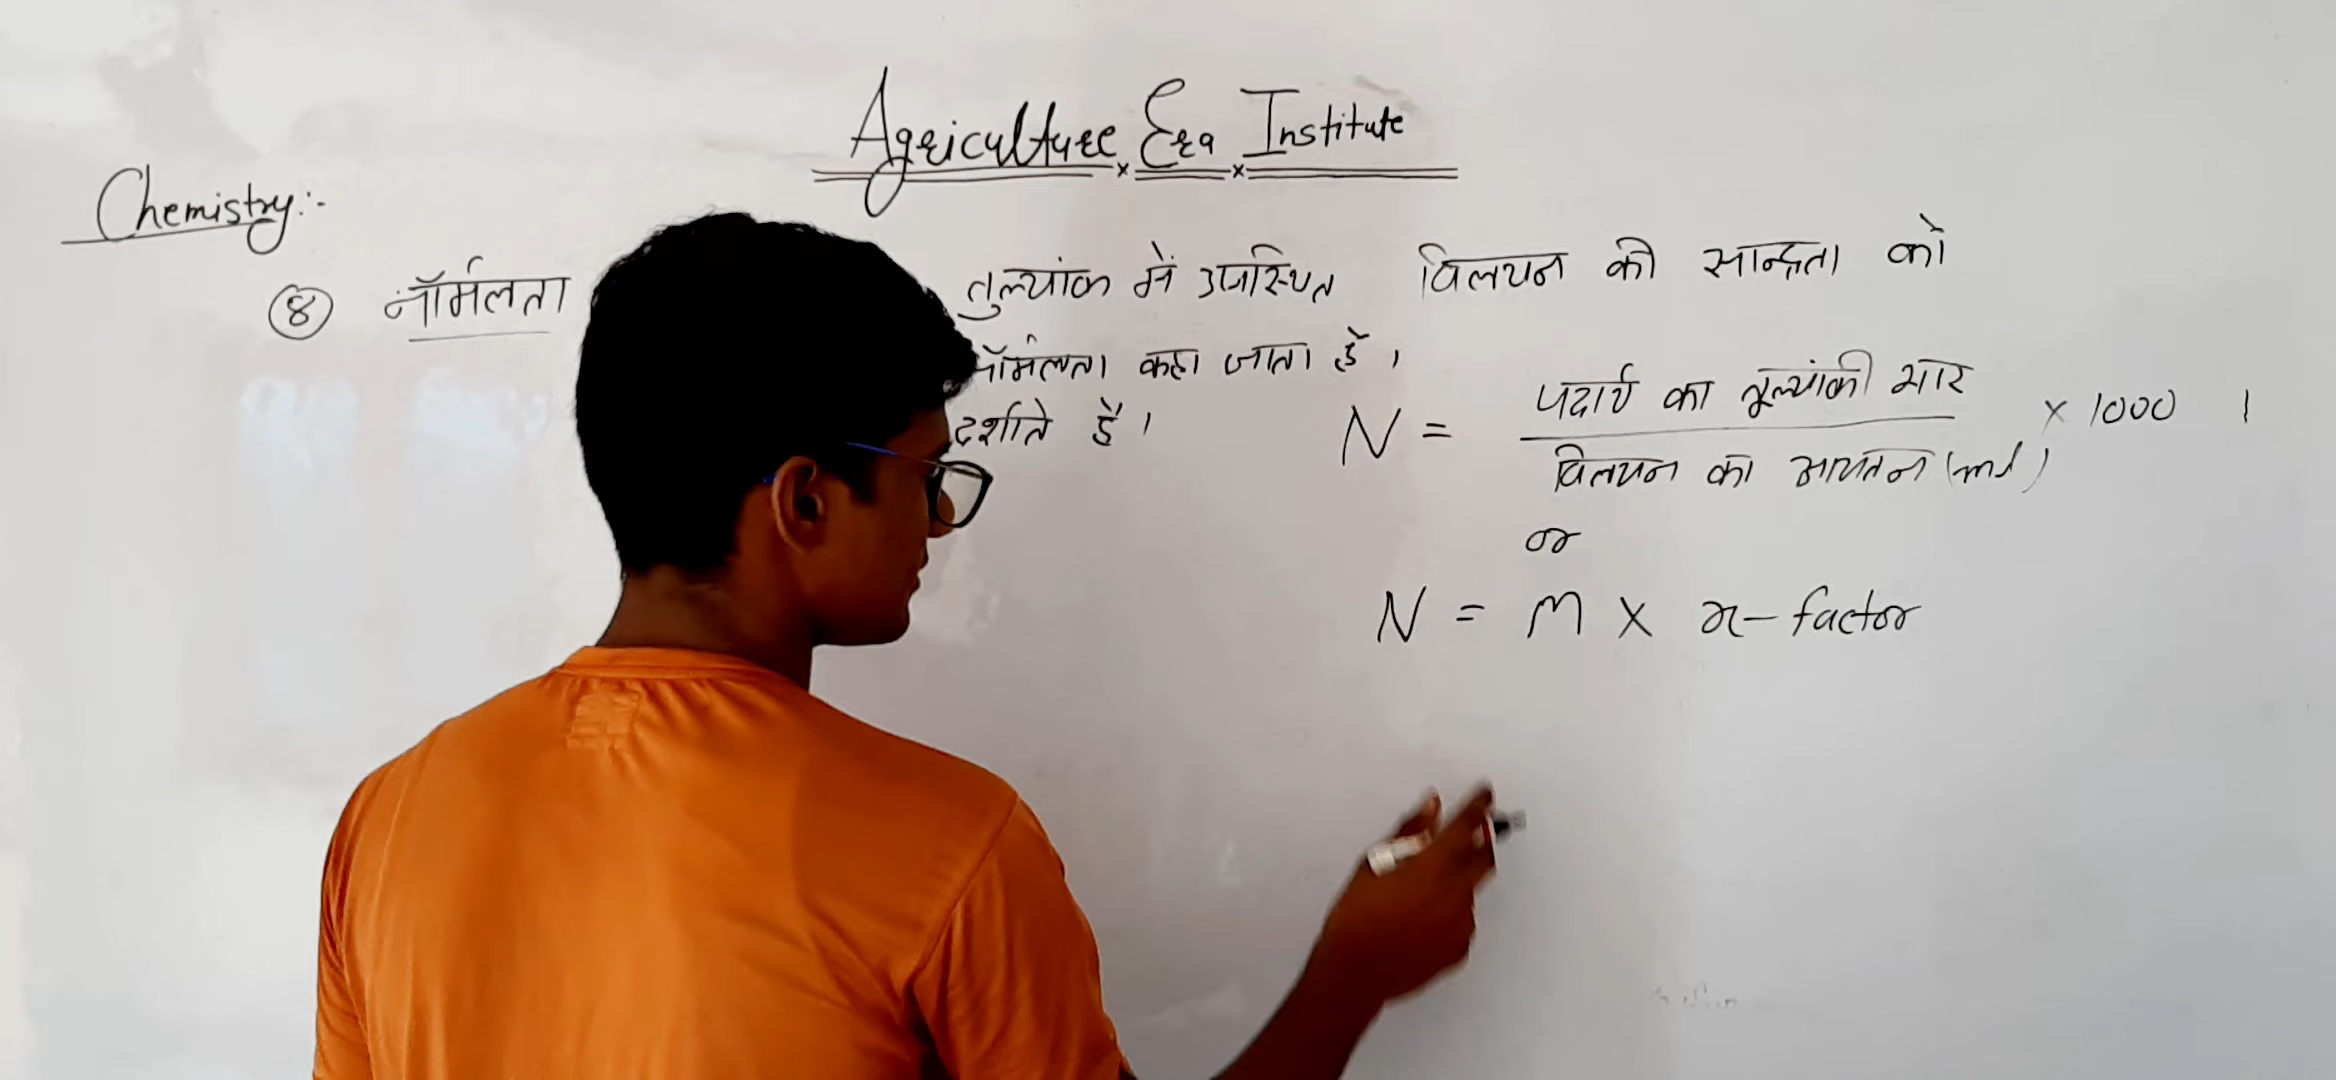 Agriculture Era Institute
Chemistry:-
⑧ नॉर्मलता तुल्यांक में उपस्थित विलयन की सान्द्रता को
नॉर्मलता कहा जाता है ।
दर्शाते है ।
N = पदार्थ का तूल्यांकी भार
× 1000
विलयन का आयतन (ml)
or
N = M × n-factor